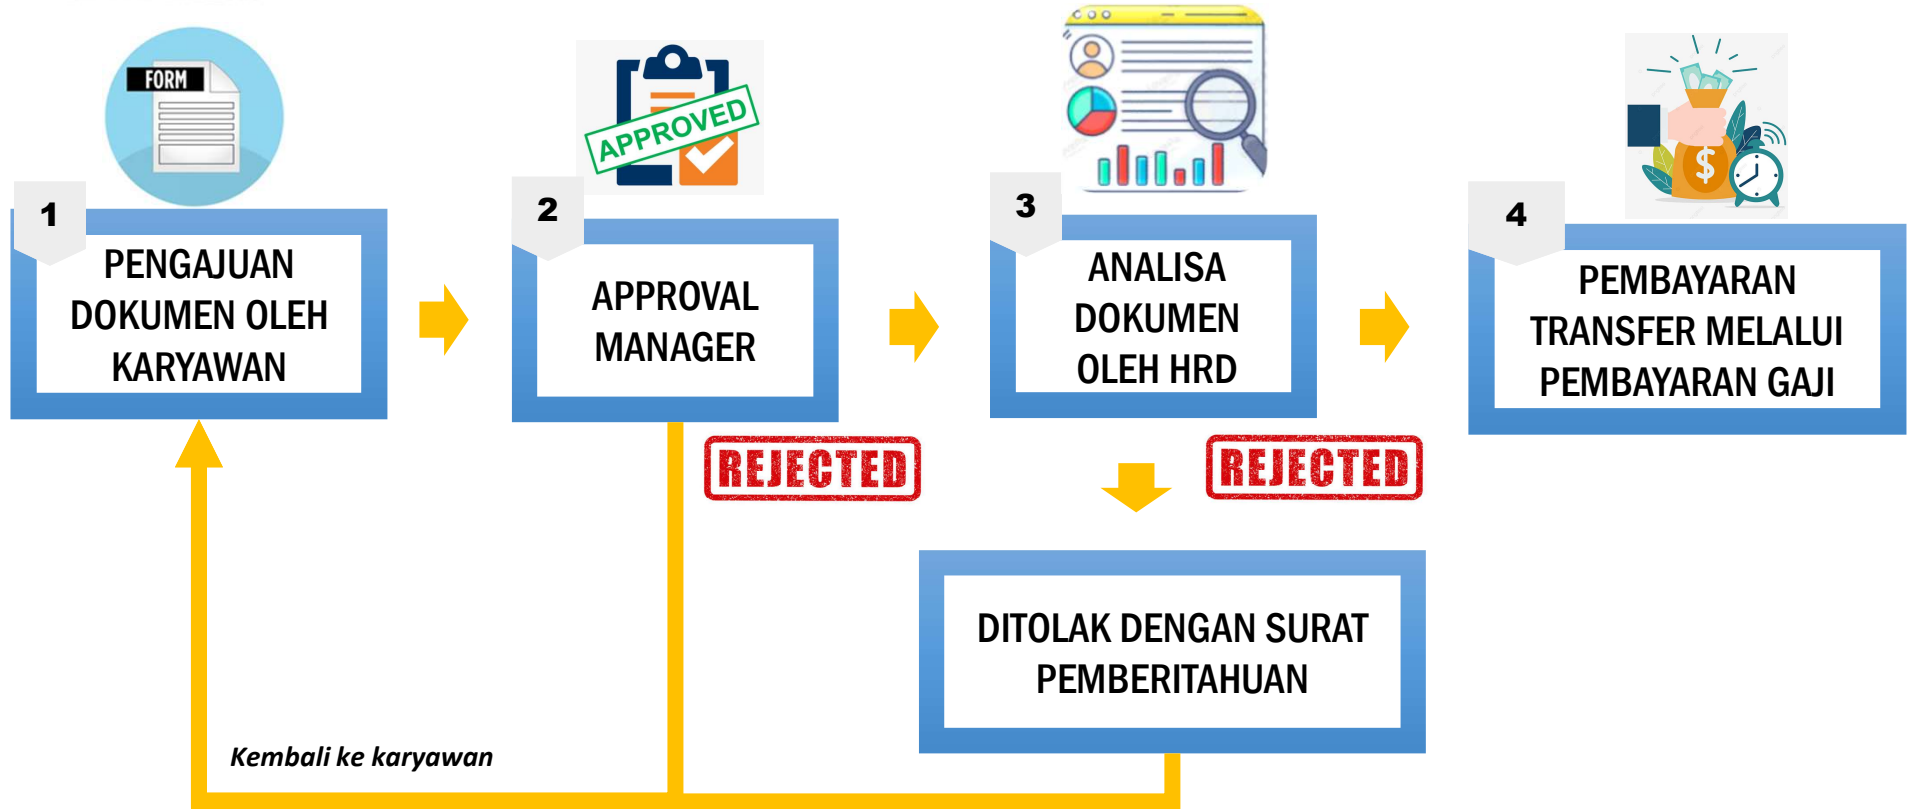 FORM
APPROVED
1
PENGAJUAN
DOKUMEN OLEH
KARYAWAN
2
APPROVAL
MANAGER
3
ANALISA
DOKUMEN
OLEH HRD
4
PEMBAYARAN
TRANSFER MELALUI
PEMBAYARAN GAJI
$
REJECTED
REJECTED
DITOLAK DENGAN SURAT
PEMBERITAHUAN
Kembali ke karyawan